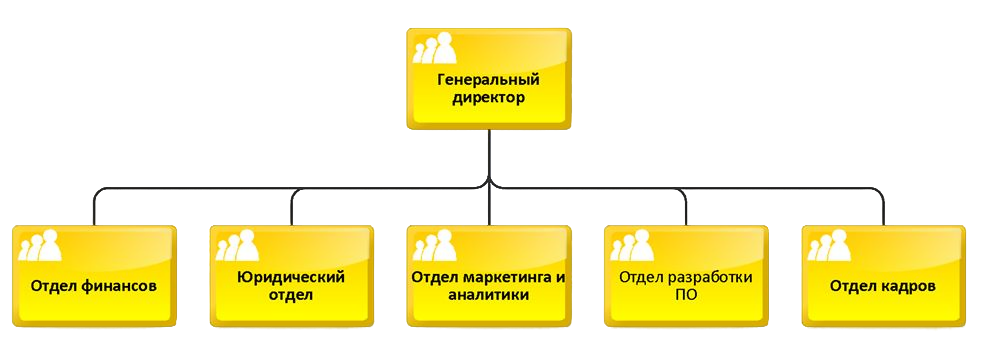 Генеральный
директор
Отдел финансов
Юридический
отдел
Отдел маркетинга и
аналитики
Отдел разработки
ПО
Отдел кадров